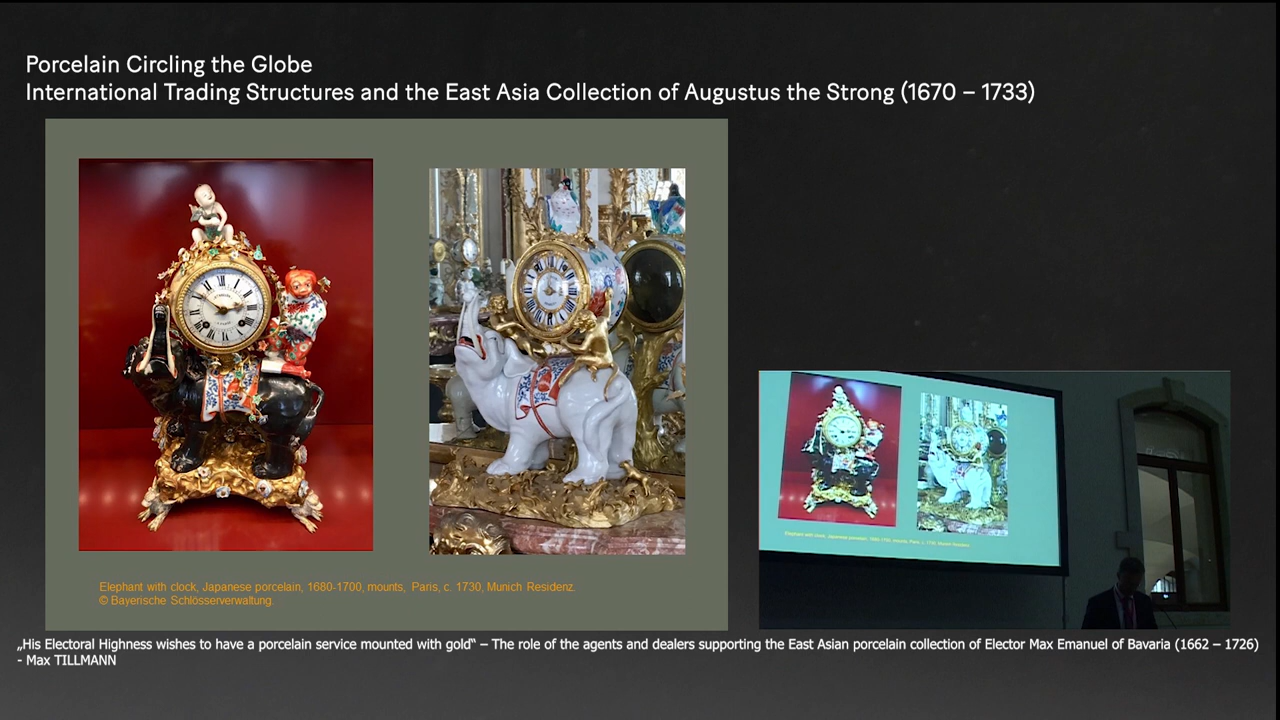 Porcelain Circling the Globe
International Trading Structures and the East Asia Collection of Augustus the Strong (1670 – 1733)
Elephant with clock, Japanese porcelain, 1680-1700, mounts, Paris, c. 1730, Munich Residenz.
© Bayerische Schlösserverwaltung.
„His Electoral Highness wishes to have a porcelain service mounted with gold“ – The role of the agents and dealers supporting the East Asian porcelain collection of Elector Max Emanuel of Bavaria (1662 – 1726)
- Max TILLMANN